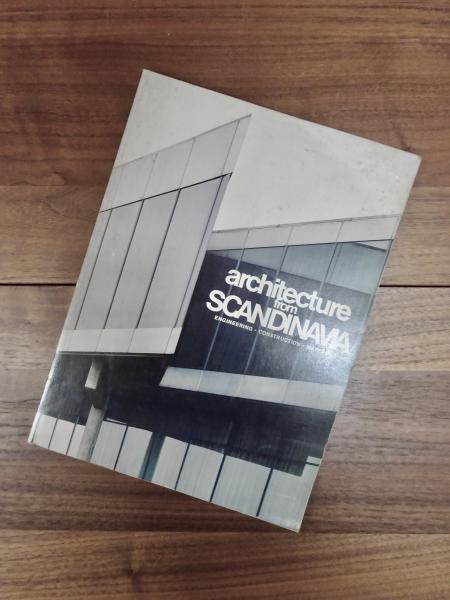 architecture
from
SCANDINAVIA
ENGINEERING • CONSTRUCTION •